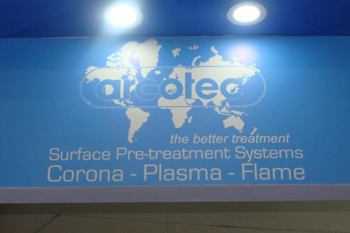 arcotec
the better treatment
Surface Pre-treatment Systems
Corona - Plasma - Flame